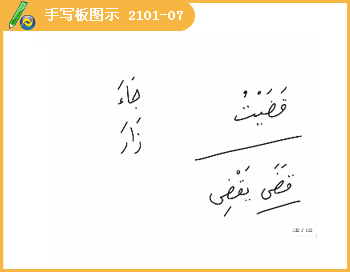 手写板图示 2101-07
قَضَيْتُ
قَضَى يَقْضِي
جَاءَ
زَارَ